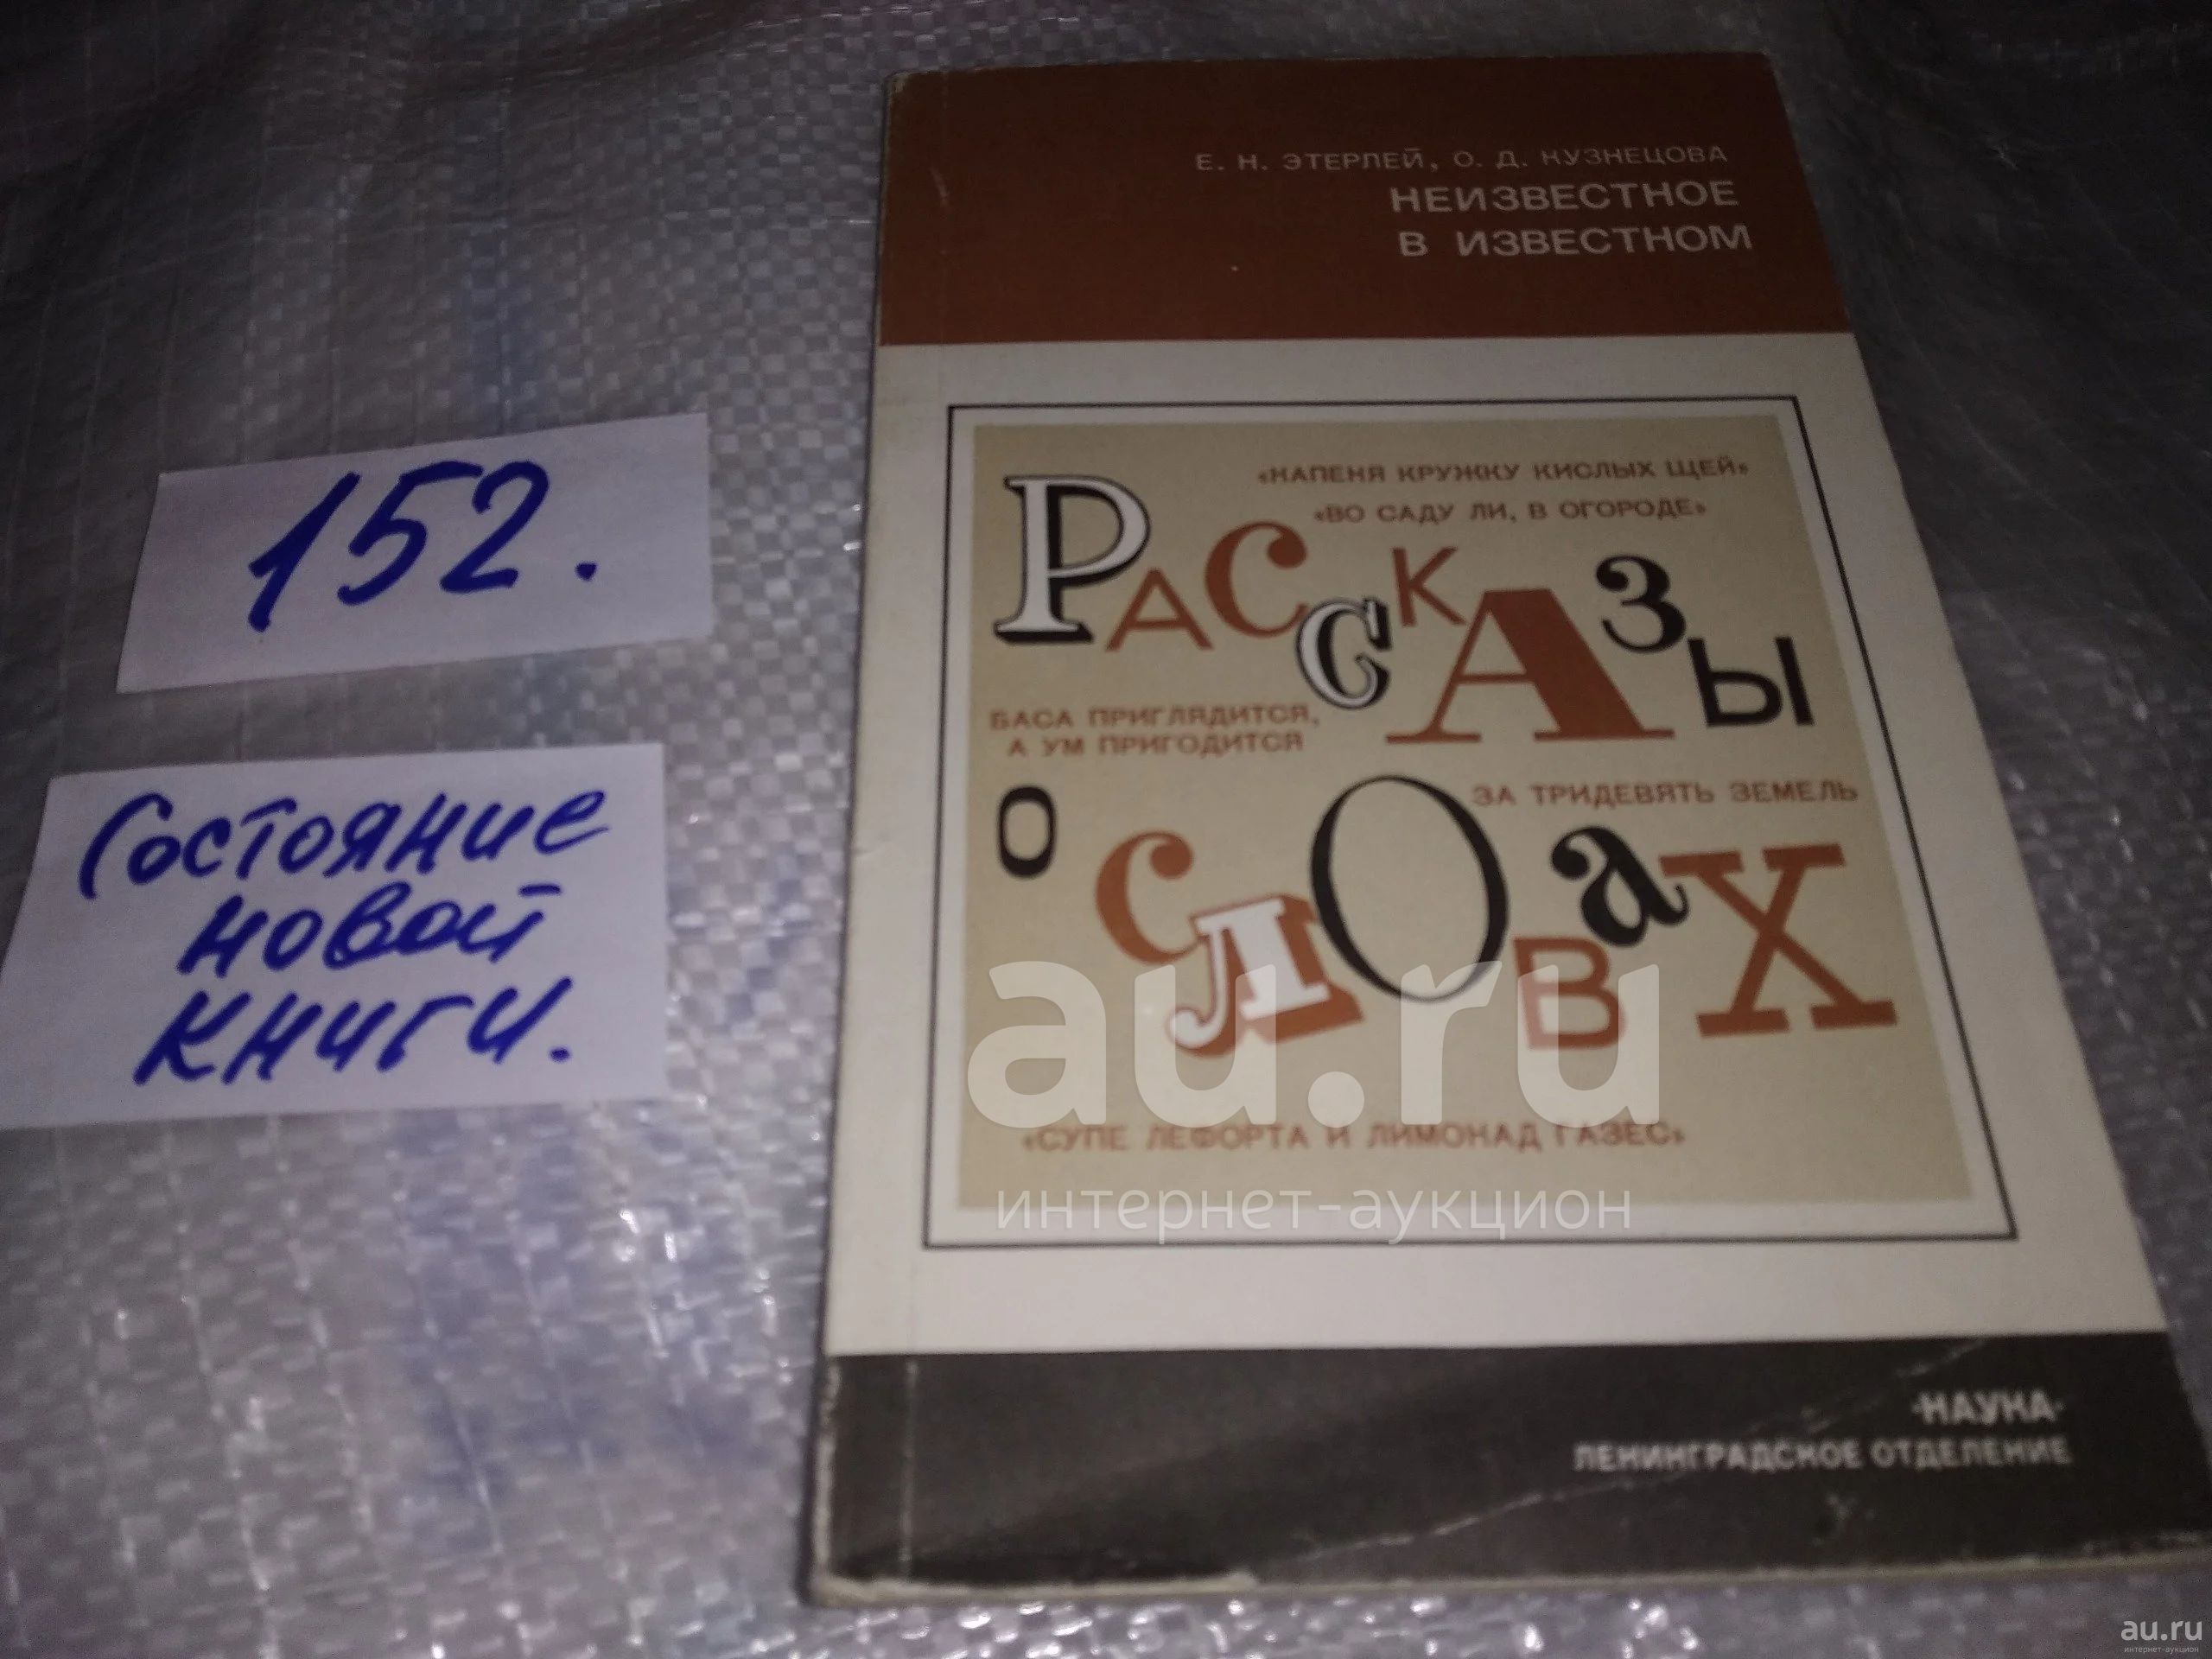 152.
Состояние
новой
книги.
Е. Н. ЭТЕРЛЕЙ, О. Д. КУЗНЕЦОВА
НЕИЗВЕСТНОЕ
В ИЗВЕСТНОМ
«НАПЕНЯ КРУЖКУ КИСЛЫХ ЩЕЙ»
«ВО САДУ ЛИ, В ОГОРОДЕ»
РАССКАЗЫ
БАСА ПРИГЛЯДИТСЯ,
А УМ ПРИГОДИТСЯ
ЗА ТРИДЕВЯТЬ ЗЕМЕЛЬ
О СЛОВАХ
«СУПЕ ЛЕФОРТА И ЛИМОНАД ГАЗЕС»
«НАУКА»
ЛЕНИНГРАДСКОЕ ОТДЕЛЕНИЕ
au.ru
интернет-аукцион
au.ru
интернет-аукцион